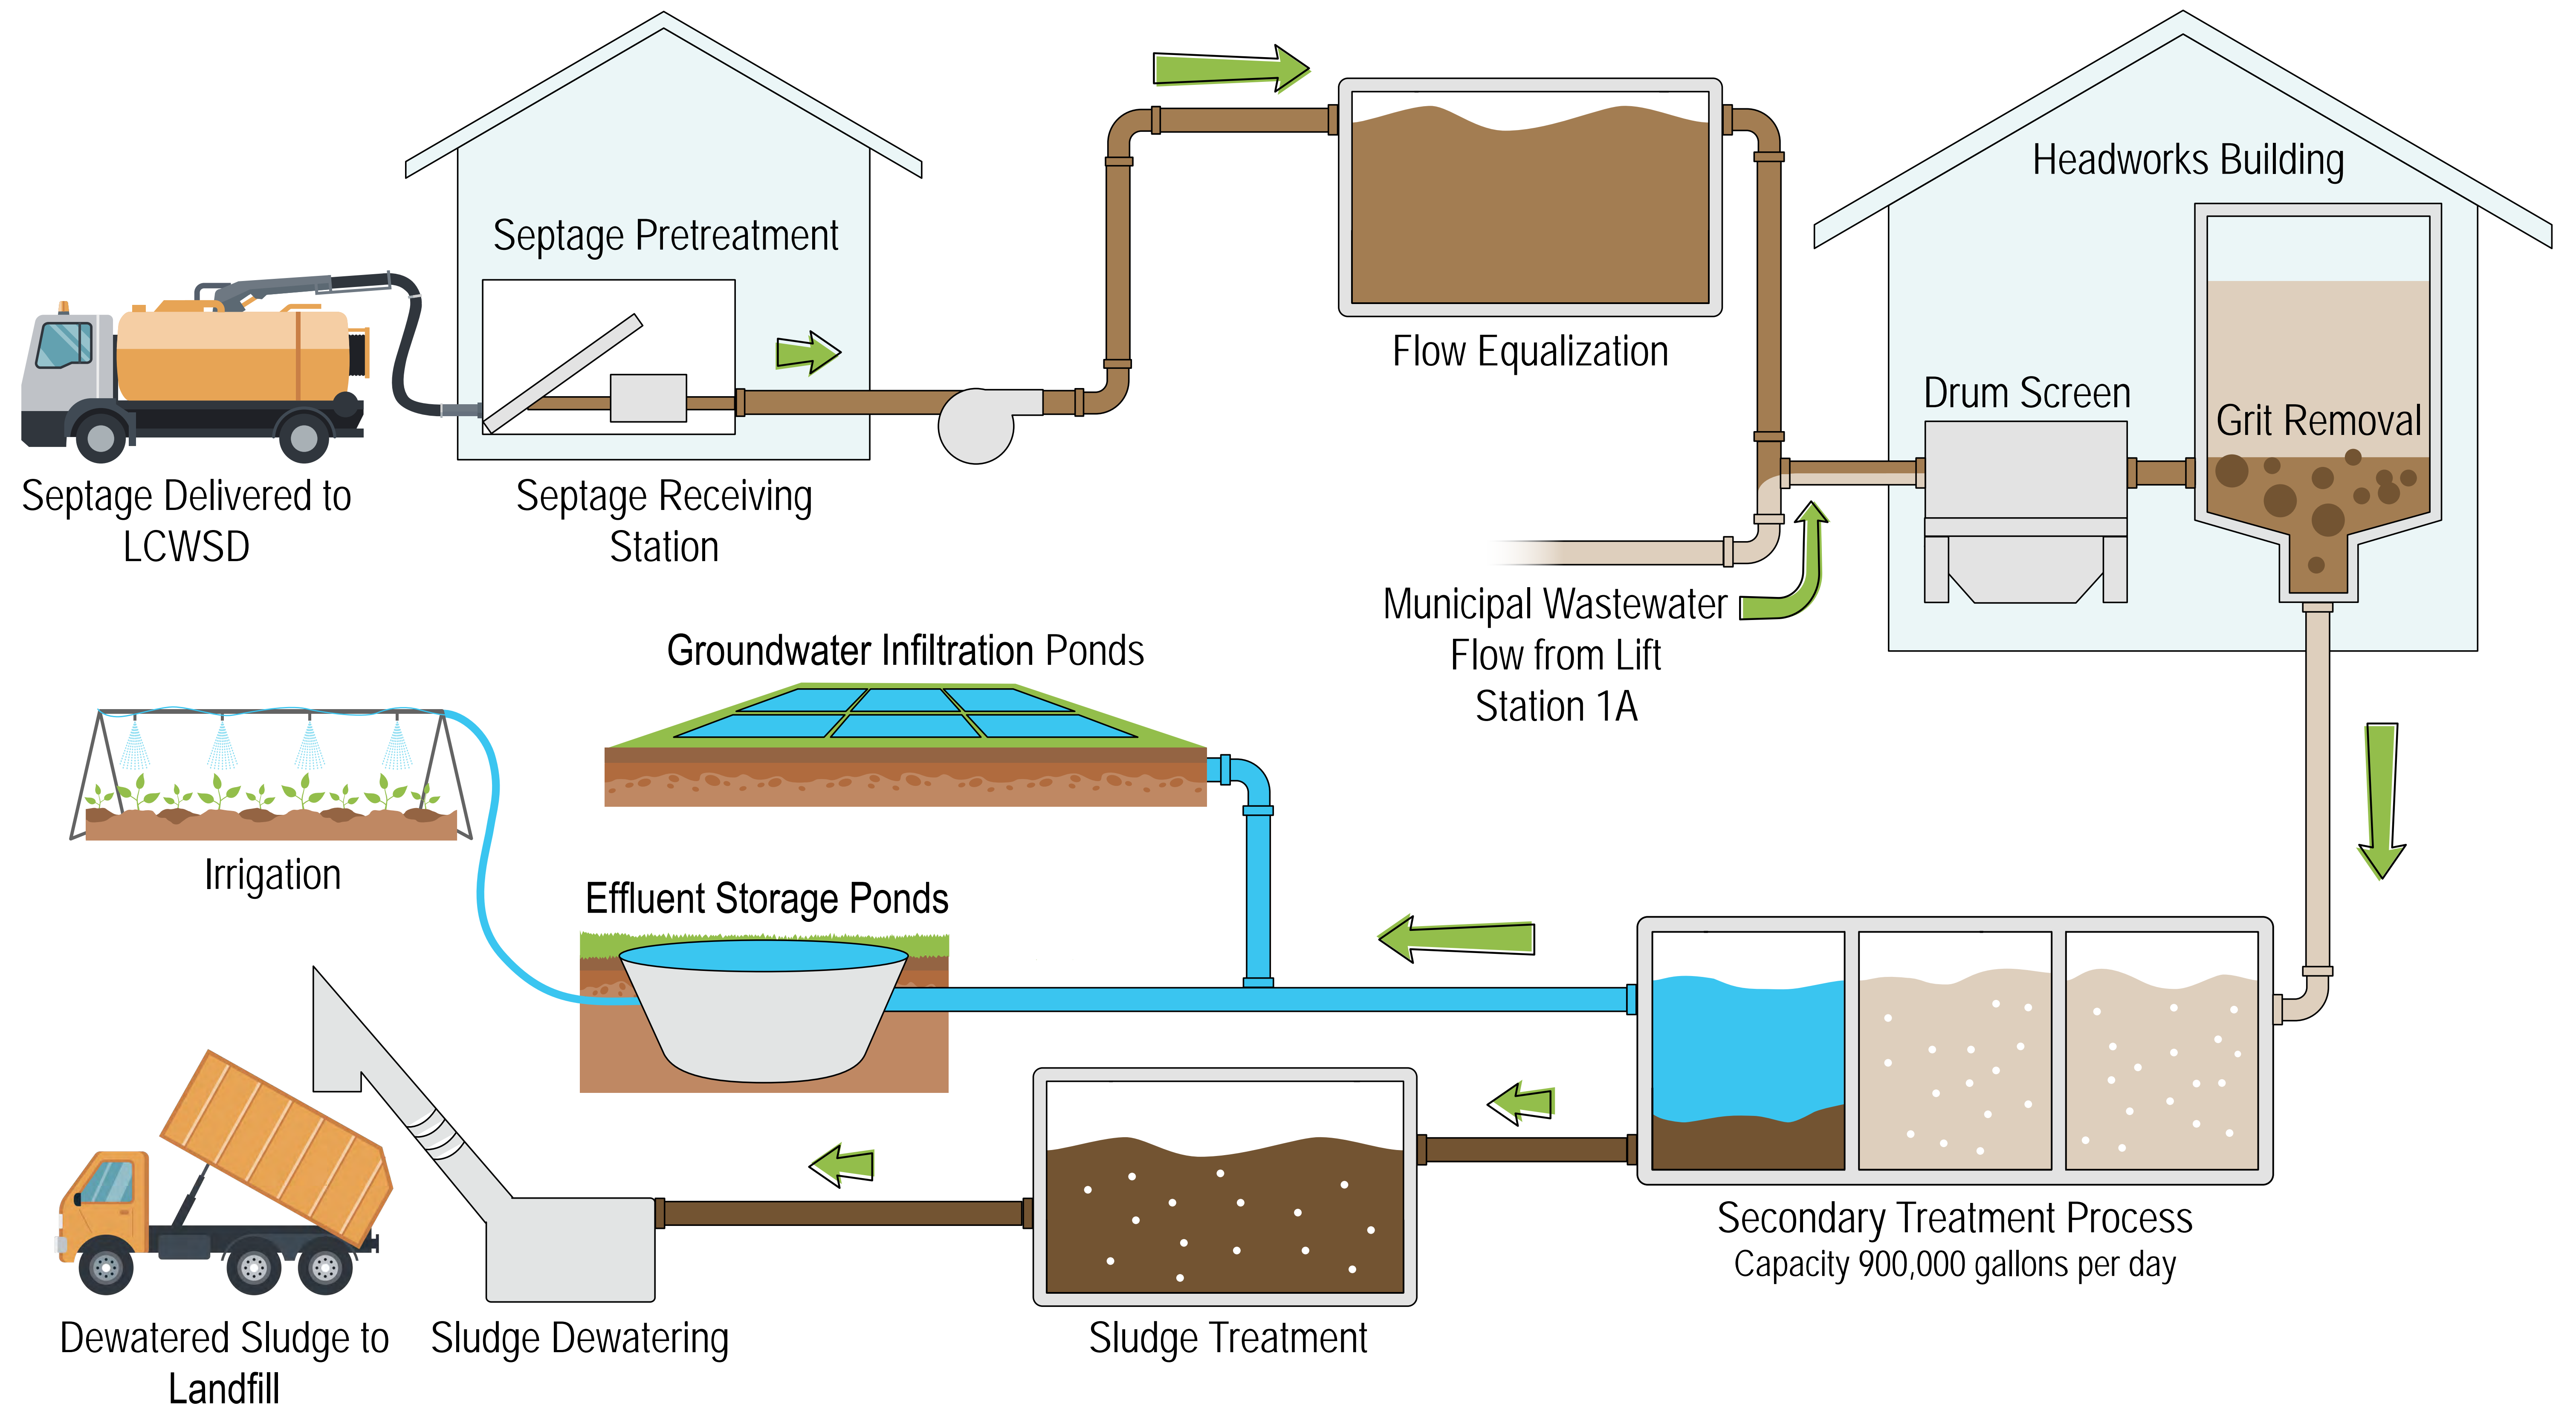 Septage Pretreatment
Septage Delivered to
LCWSD
Septage Receiving
Station
Flow Equalization
Headworks Building
Drum Screen
Grit Removal
Municipal Wastewater
Flow from Lift
Station 1A
Groundwater Infiltration Ponds
Irrigation
Effluent Storage Ponds
Secondary Treatment Process
Capacity 900,000 gallons per day
Dewatered Sludge to
Landfill
Sludge Dewatering
Sludge Treatment